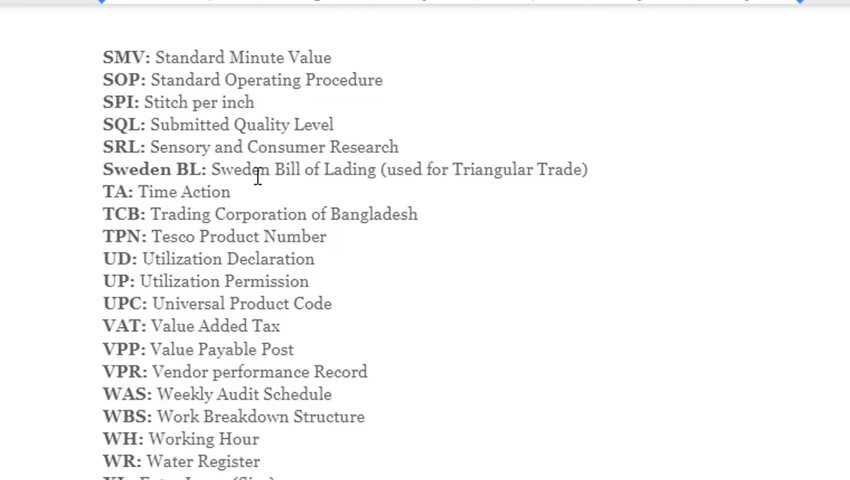 SMV: Standard Minute Value
SOP: Standard Operating Procedure
SPI: Stitch per inch
SQL: Submitted Quality Level
SRL: Sensory and Consumer Research
Sweden BL: Sweden Bill of Lading (used for Triangular Trade)
TA: Time Action
TCB: Trading Corporation of Bangladesh
TPN: Tesco Product Number
UD: Utilization Declaration
UP: Utilization Permission
UPC: Universal Product Code
VAT: Value Added Tax
VPP: Value Payable Post
VPR: Vendor performance Record
WAS: Weekly Audit Schedule
WBS: Work Breakdown Structure
WH: Working Hour
WR: Water Register